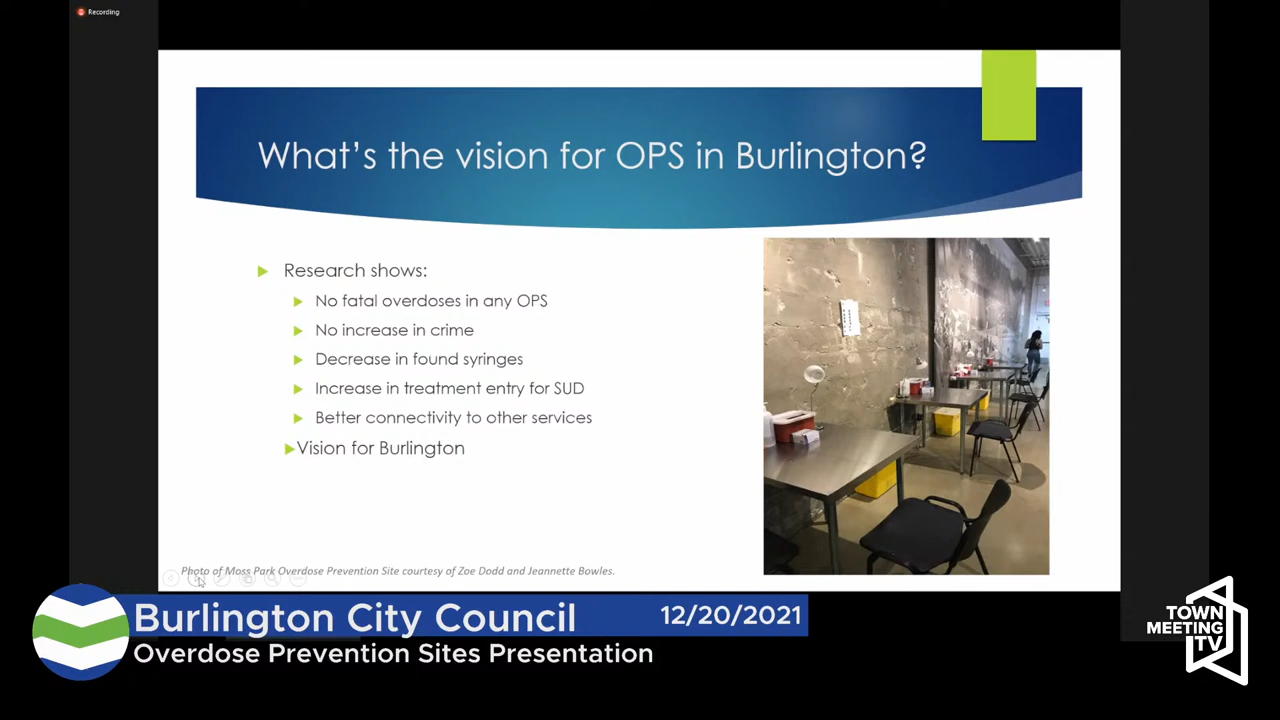 Recording
What's the vision for OPS in Burlington?
Research shows:
No fatal overdoses in any OPS
No increase in crime
Decrease in found syringes
Increase in treatment entry for SUD
Better connectivity to other services
Vision for Burlington
Photo of Moss Park Overdose Prevention Site courtesy of Zoe Dodd and Jeannette Bowles.
Burlington City Council 12/20/2021
Overdose Prevention Sites Presentation
TOWN
MEETING
TV